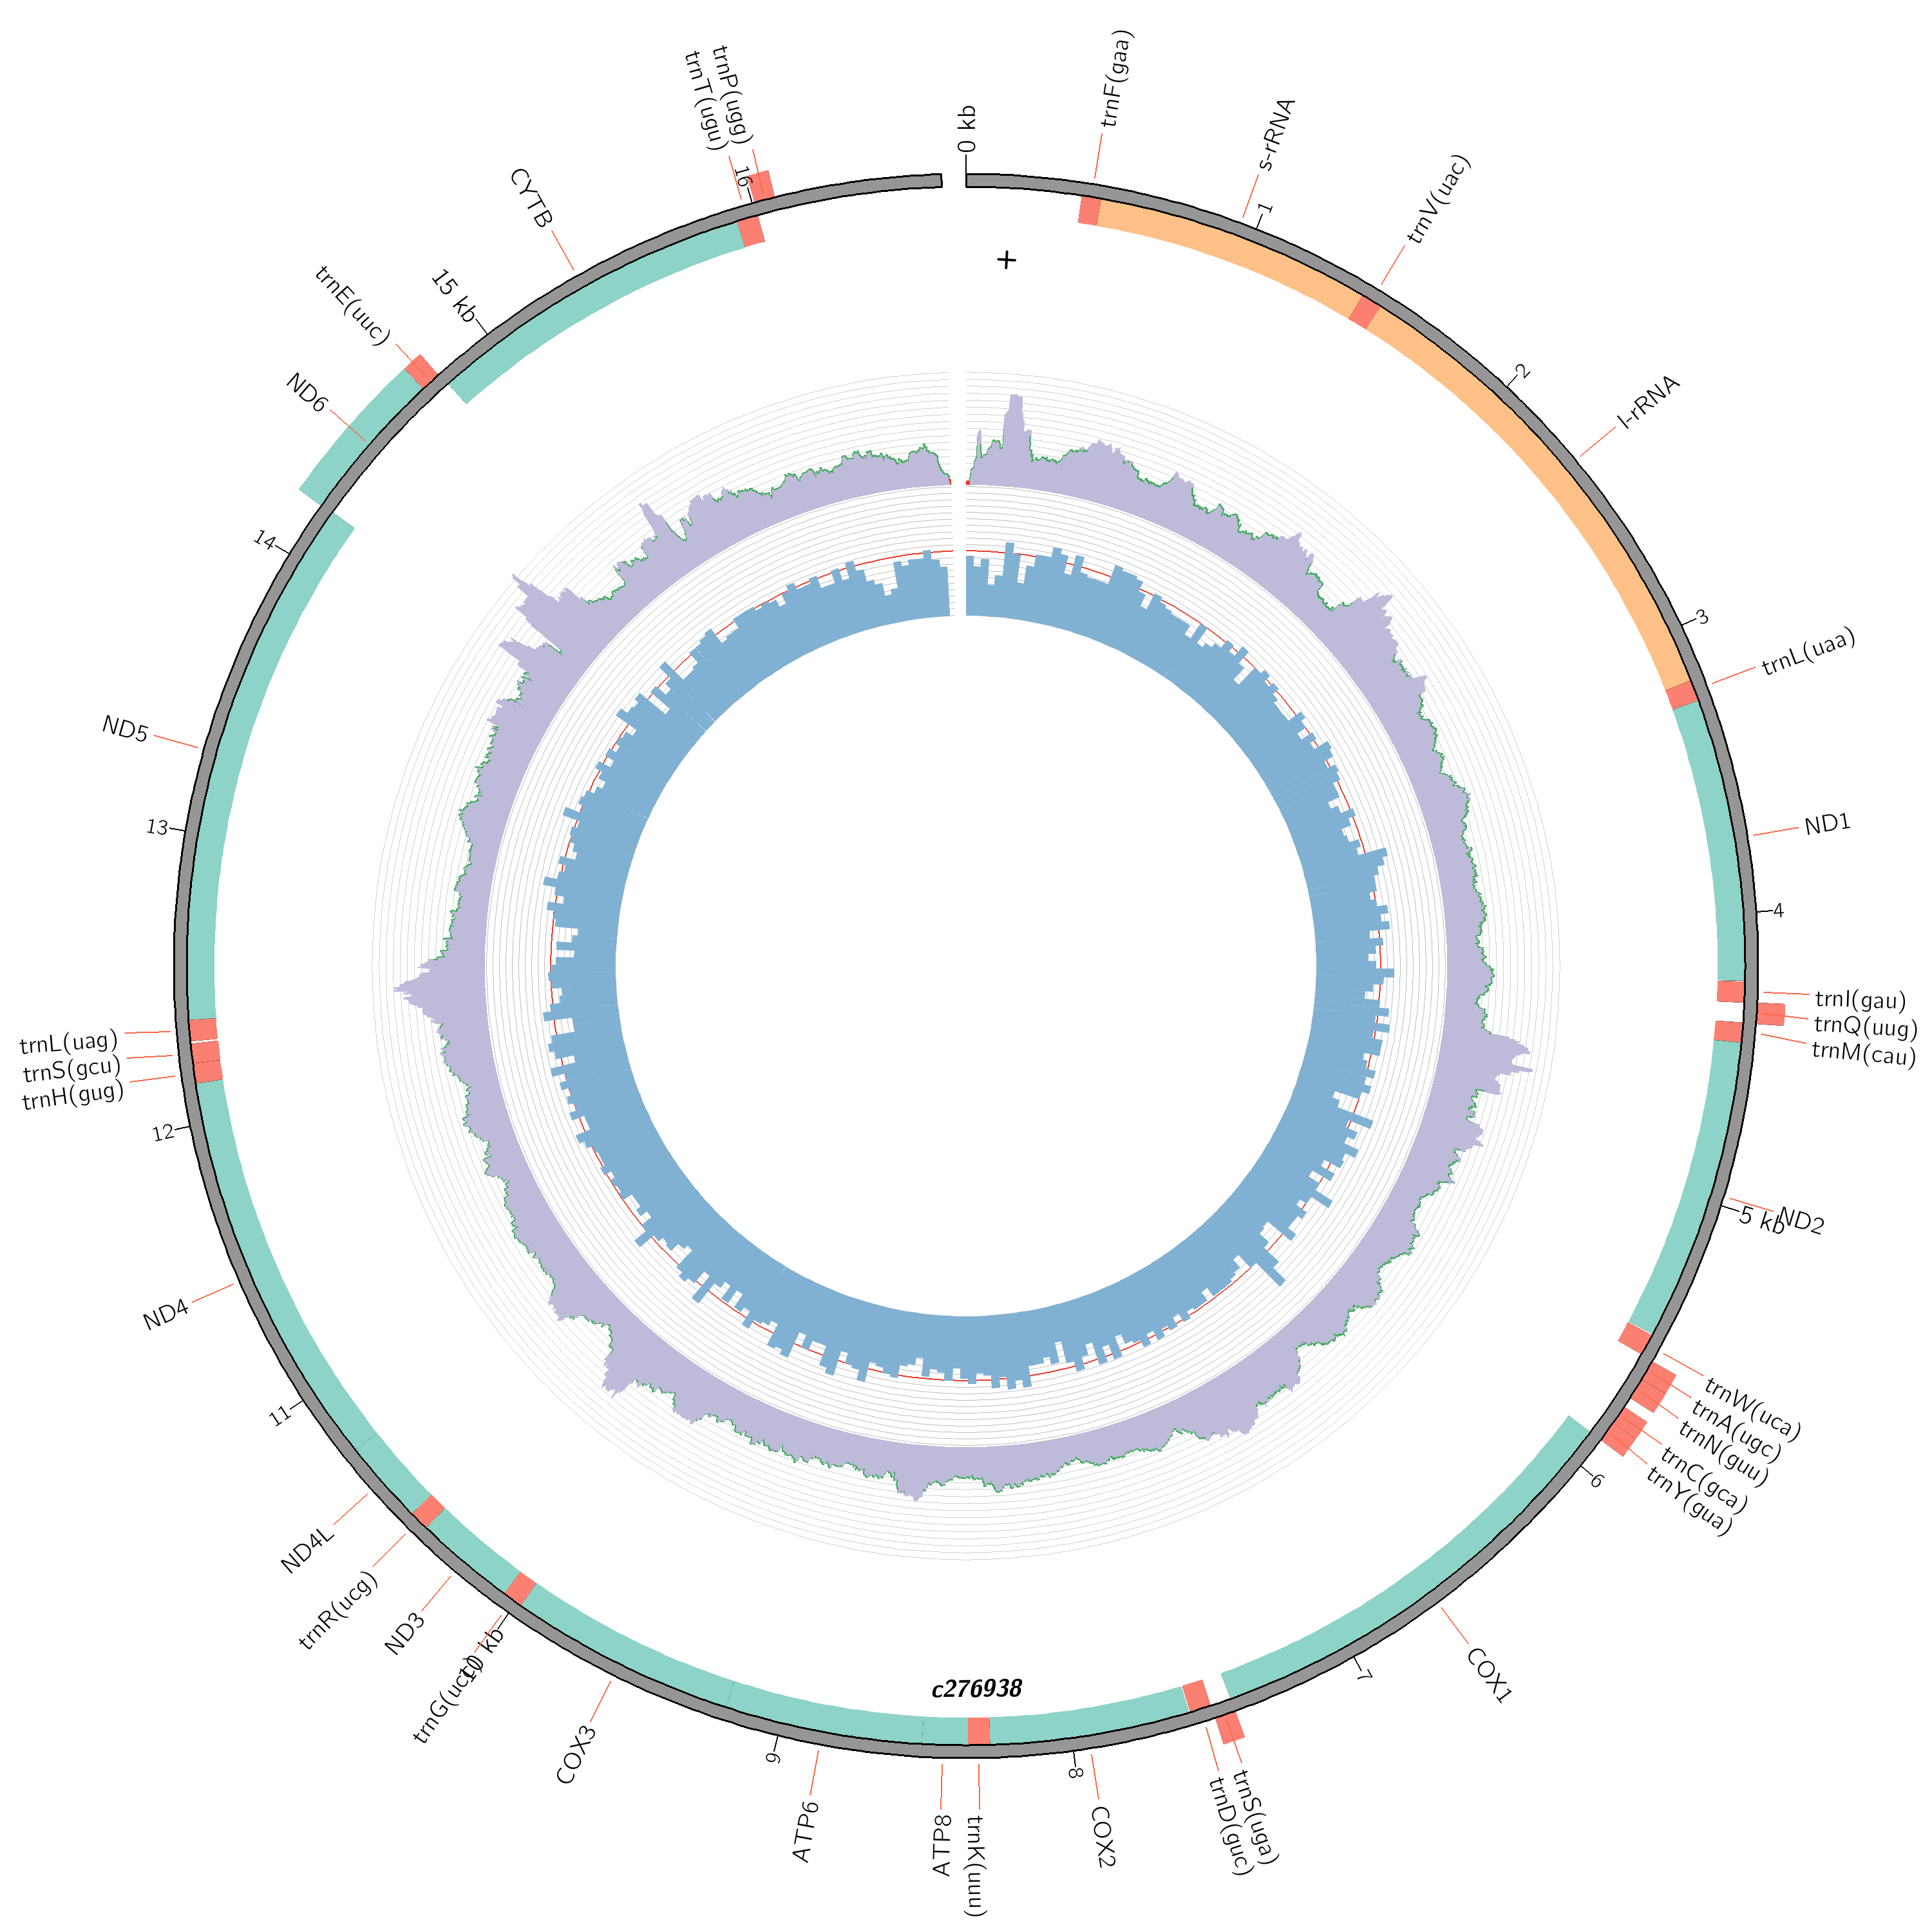 0 kb
trnF(gaa)
s-rRNA
1
trnV(uac)
2
l-rRNA
3
trnL(uaa)
ND1
4
trnI(gau)
trnQ(uug)
trnM(cau)
5 kb
ND2
trnW(uca)
trnA(ugc)
trnN(guu)
trnC(gca)
trnY(gua)
6
COX1
7
trnS(uga)
trnD(guc)
COX2
8
trnK(uuu)
ATP8
ATP6
9
COX3
10 kb
trnG(ucc)
ND3
trnR(ucg)
ND4L
11
ND4
12
trnH(gug)
trnS(gcu)
trnL(uag)
13
ND5
14
ND6
trnE(uuc)
15 kb
CYTB
16
trnT(ugu)
trnP(ugg)
+
c276938